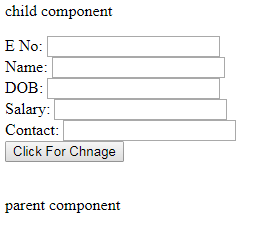 child component
E No:
Name:
DOB:
Salary:
Contact:
Click For Chnage
parent component